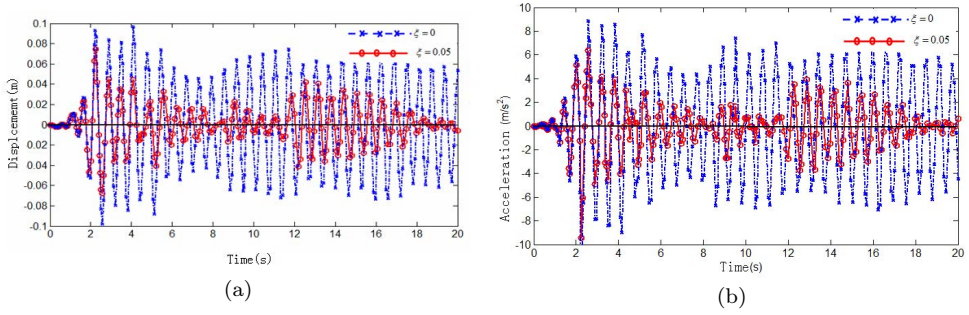 Displcememt(m)
0.1
0.08
0.06
0.04
0.02
0
-0.02
-0.04
-0.06
-0.08
-0.1
0 2 4 6 8 10 12 14 16 18 20
Time(s)
ξ=0
ξ=0.05
(a)
Acceleration (m/s²)
10
8
6
4
2
0
-2
-4
-6
-8
-10
0 2 4 6 8 10 12 14 16 18 20
Time(s)
ξ=0
ξ=0.05
(b)